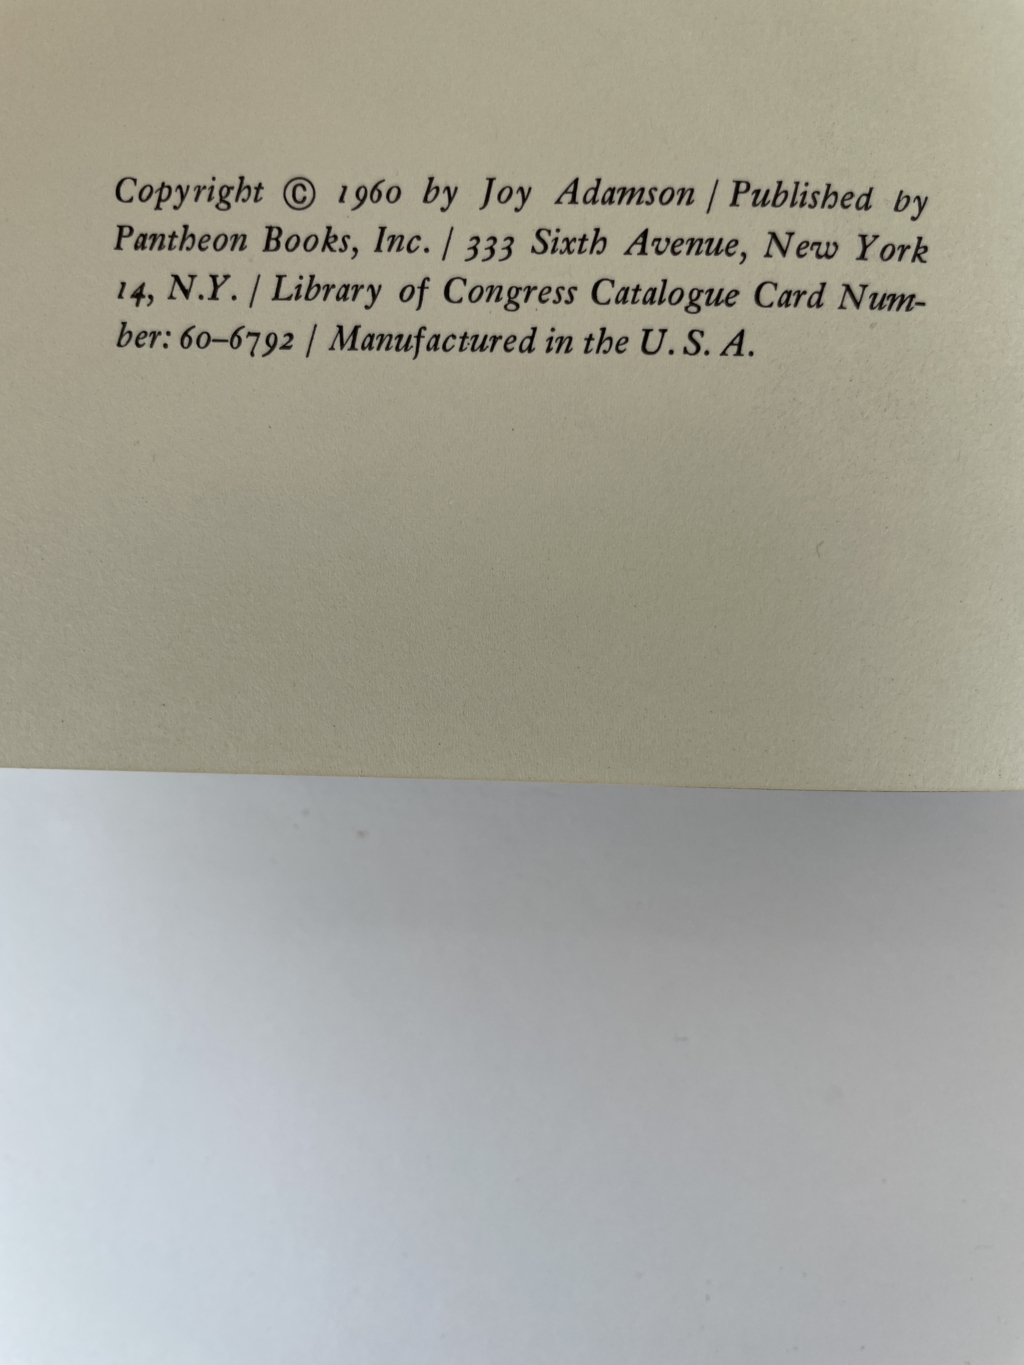 Copyright © 1960 by Joy Adamson / Published by
Pantheon Books, Inc. / 333 Sixth Avenue, New York
14, N.Y. / Library of Congress Catalogue Card Num-
ber: 60–6792 / Manufactured in the U. S. A.